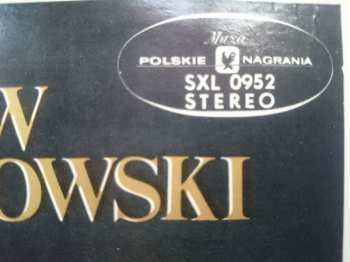 Muza
POLSKIE NAGRANIA
SXL 0952
STEREO
W
OWSKI